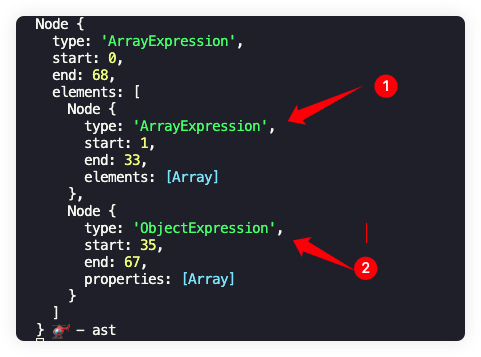 Node {
  type: 'ArrayExpression',
  start: 0,
  end: 68,
  elements: [
    Node {
      type: 'ArrayExpression',
      start: 1,
      end: 33,
      elements: [Array]
    },
    Node {
      type: 'ObjectExpression',
      start: 35,
      end: 67,
      properties: [Array]
    }
  ]
} 🚁 - ast
1
2